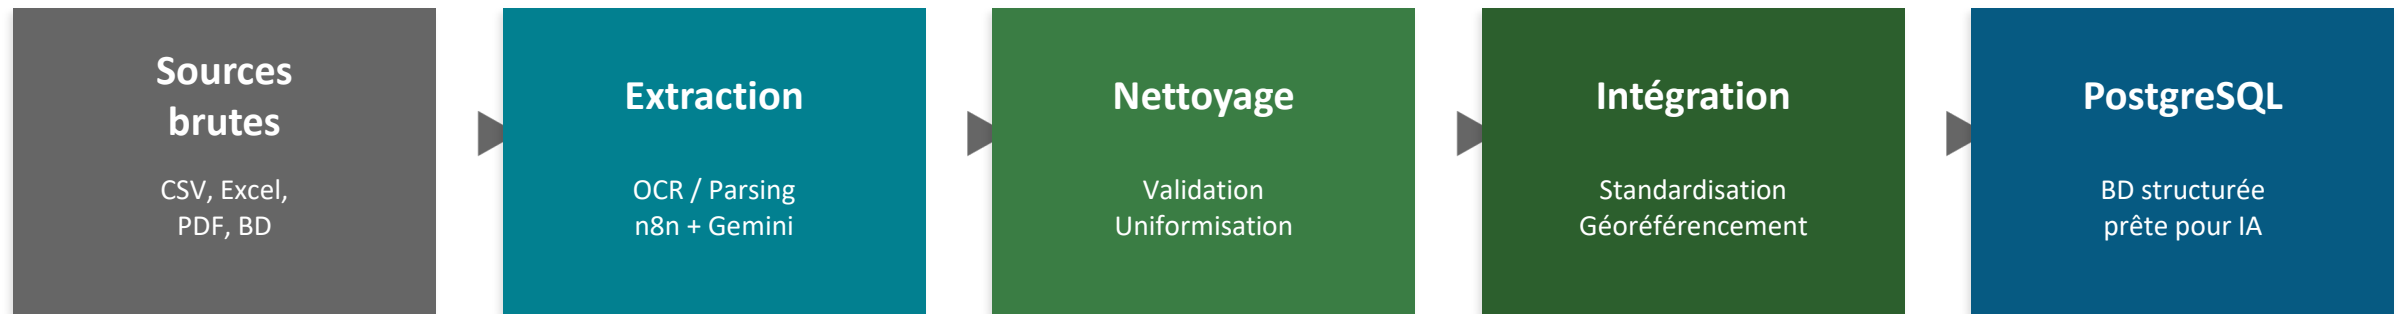 Sources
brutes
CSV, Excel,
PDF, BD
Extraction
OCR / Parsing
n8n + Gemini
Nettoyage
Validation
Uniformisation
Intégration
Standardisation
Géoréférencement
PostgreSQL
BD structurée
prête pour IA